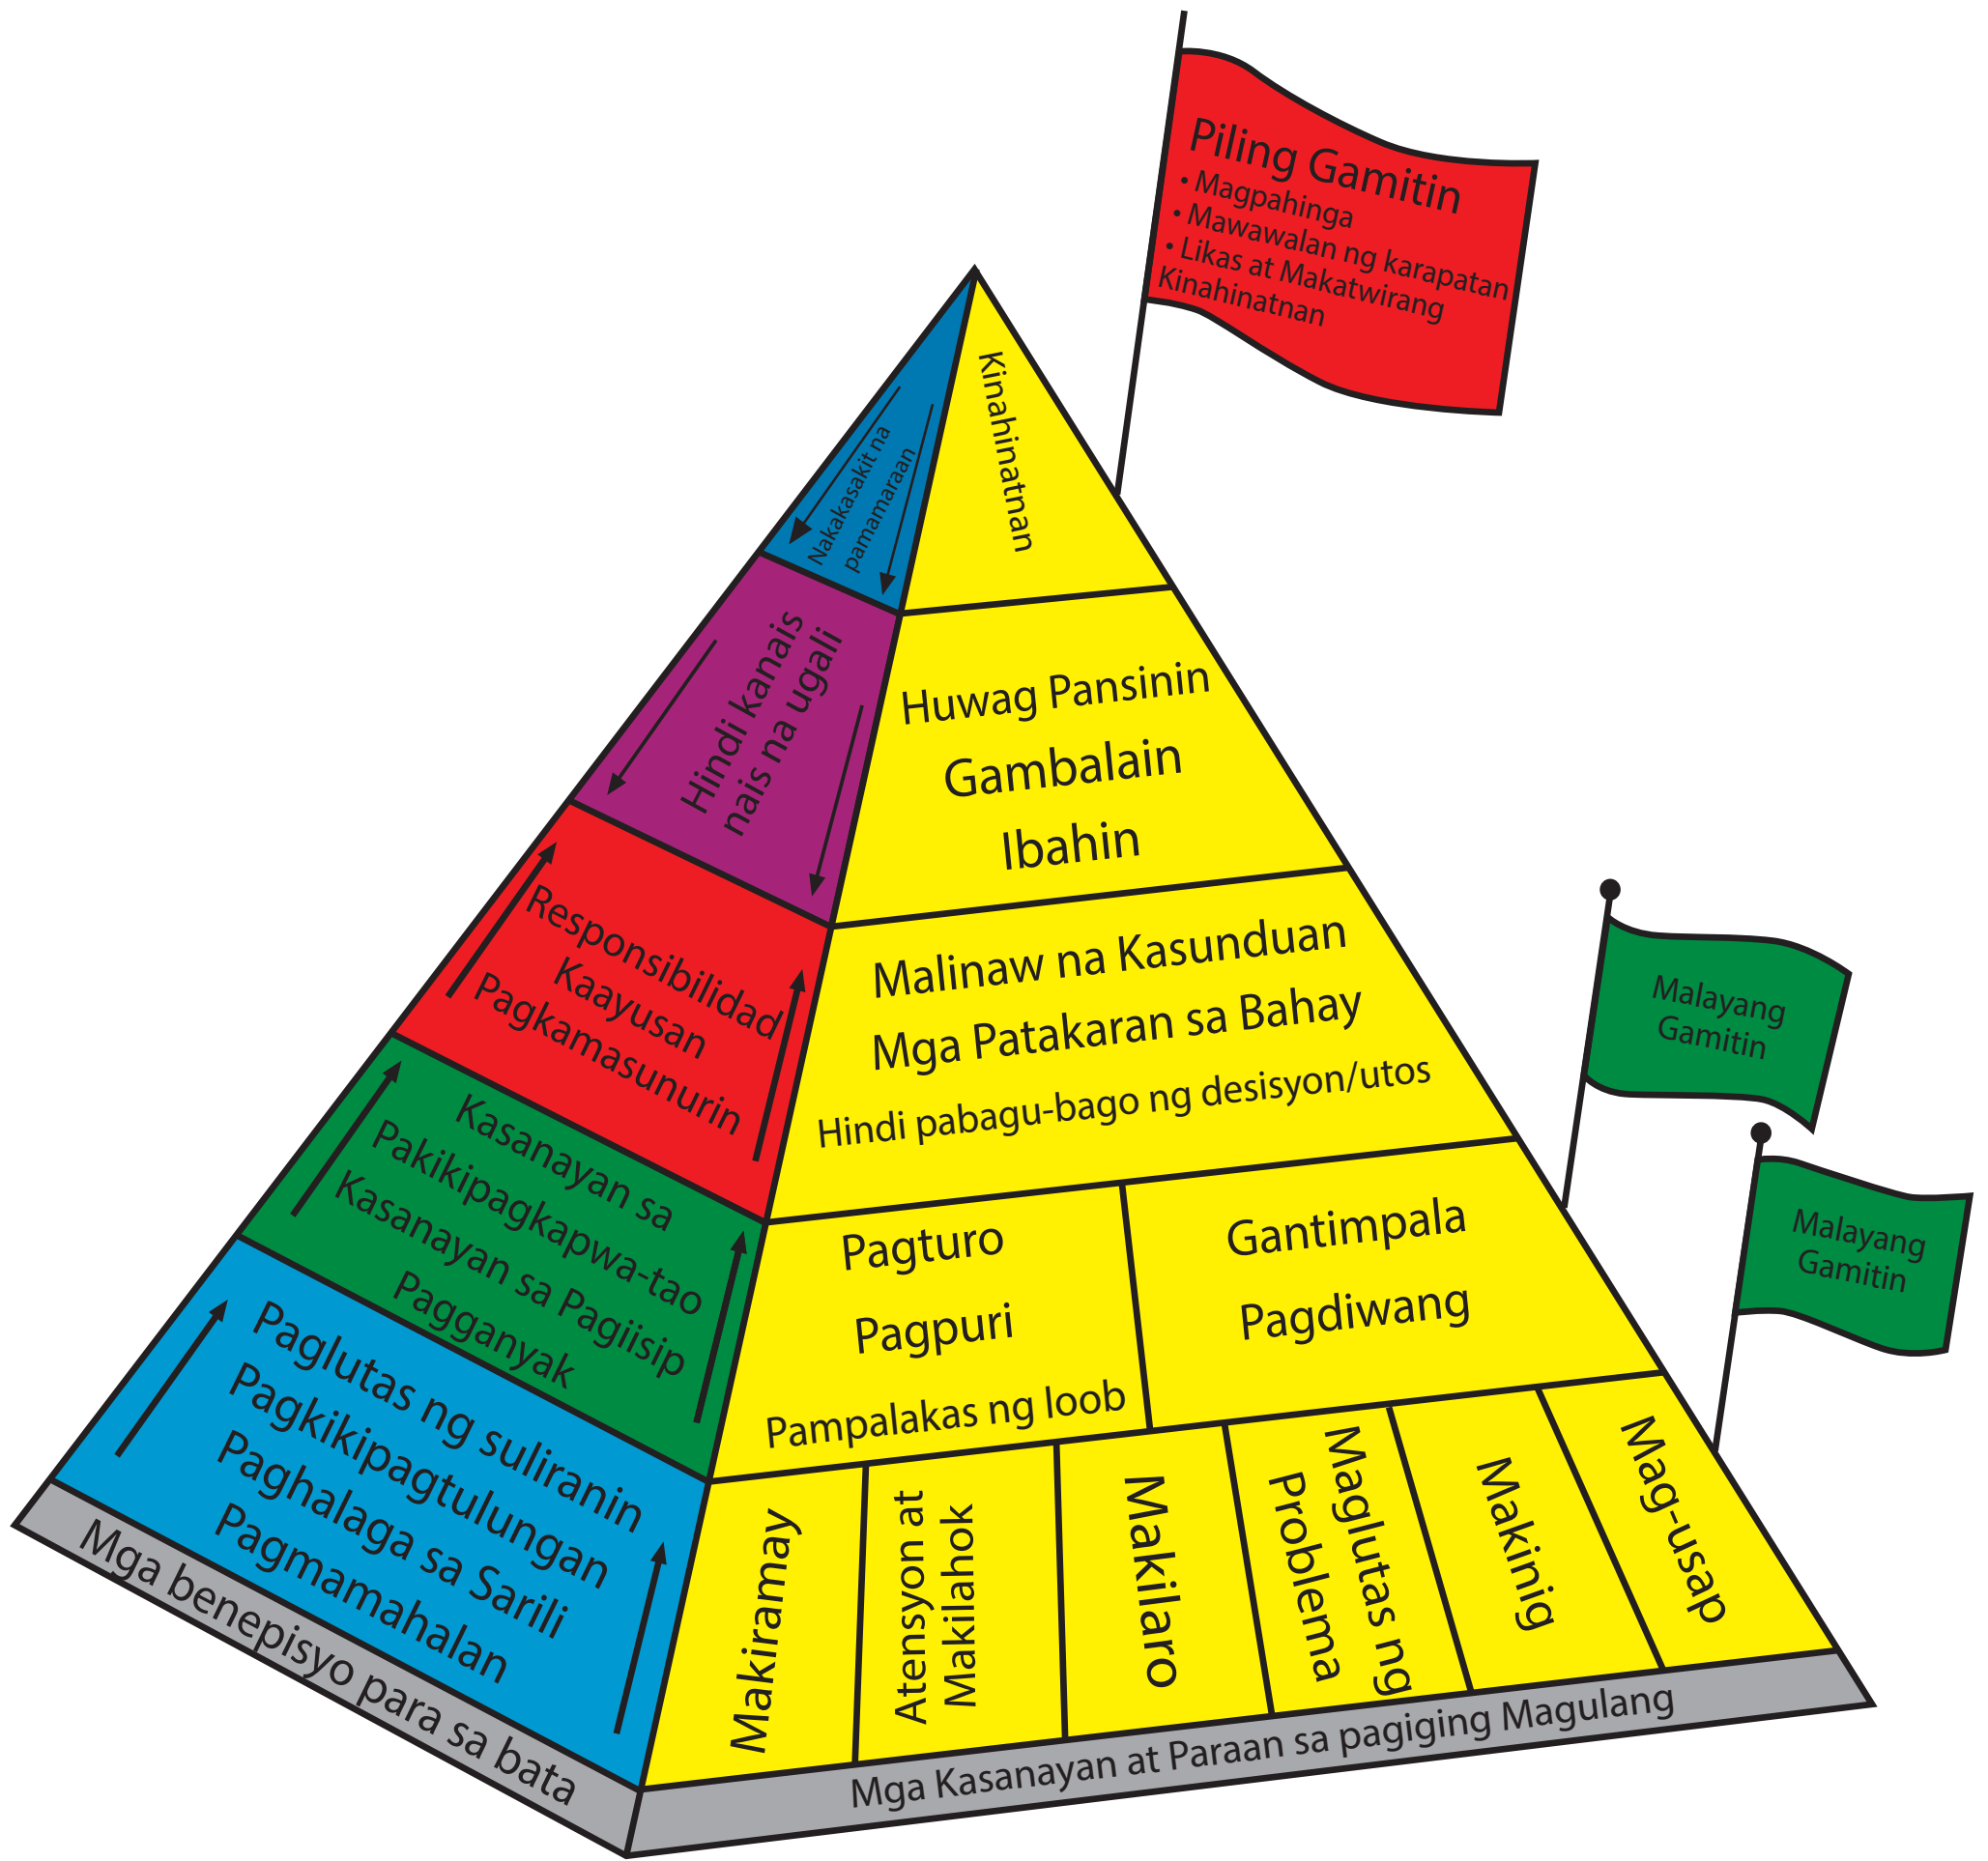 Piling Gamitin
• Magpahinga
• Mawawalan ng karapatan
• Likas at Makatwirang
Kinahinatnan
Nakakasakit na
pamamaraan
Kinahinatnan
Hindi kanais
nais na ugali
Huwag Pansinin
Gambalain
Ibahin
Responsibilidad
Kaayusan
Pagkamasunurin
Malinaw na Kasunduan
Mga Patakaran sa Bahay
Hindi pabagu-bago ng desisyon/utos
Malayang
Gamitin
Kasanayan sa
Pakikipagkapwa-tao
Kasanayan sa Pagiisip
Pagganyak
Pagturo
Pagpuri
Pampalakas ng loob
Gantimpala
Pagdiwang
Malayang
Gamitin
Paglutas ng suliranin
Pagkikipagtulungan
Paghalaga sa Sarili
Pagmamahalan
Makiramay
Atensyon at
Makilahok
Makilaro
Maglutas ng
Problema
Makinig
Mag-usap
Mga benepisyo para sa bata
Mga Kasanayan at Paraan sa pagiging Magulang